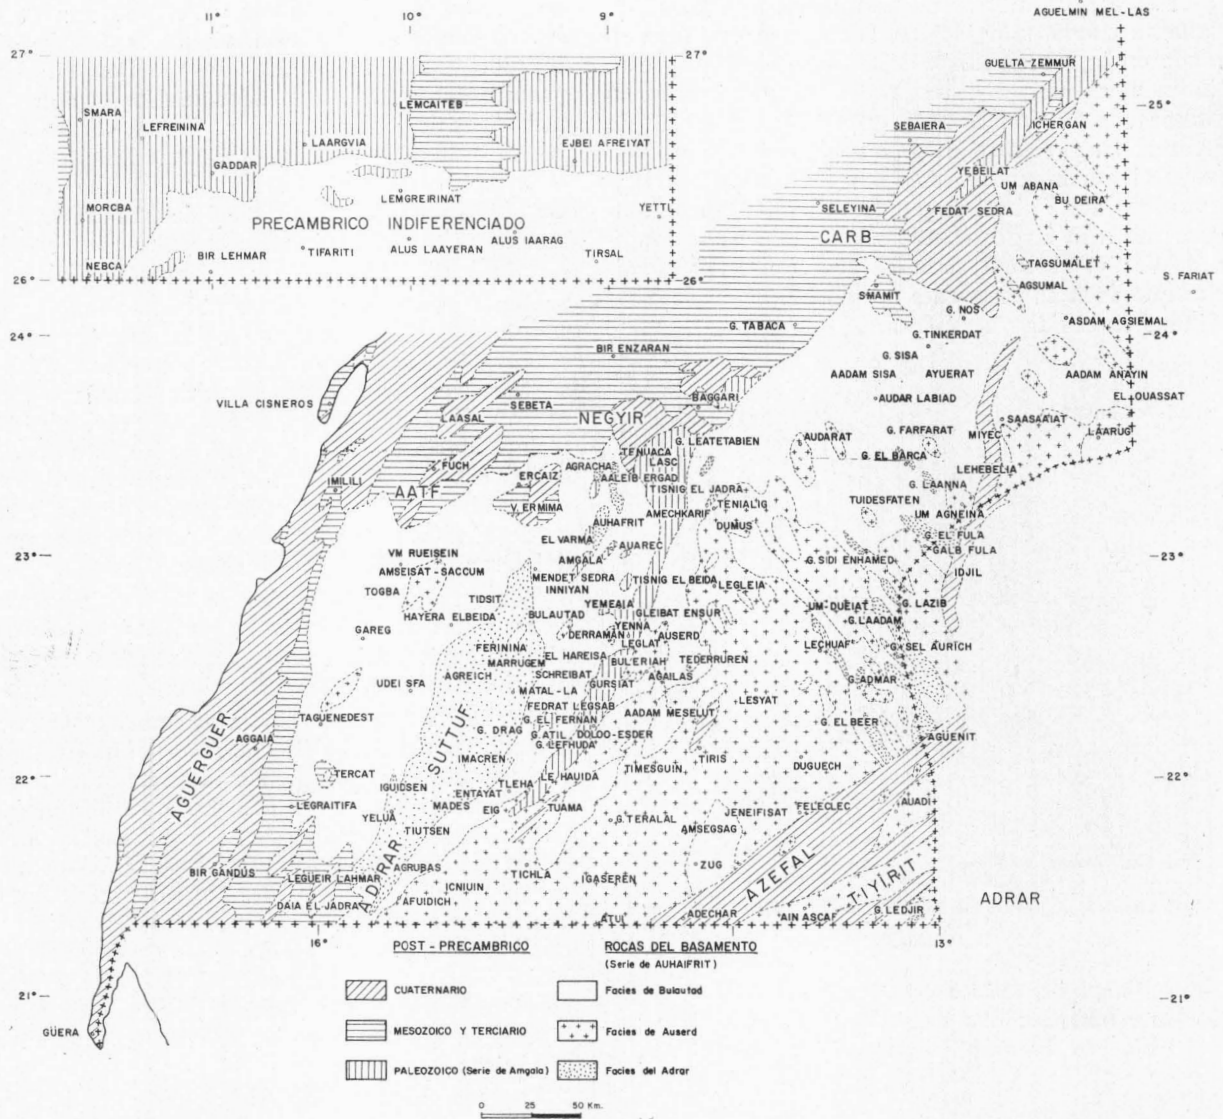 AGUELMIN MEL-LAS
11°
10°
9°
27°
27°
GUELTA ZEMMUR
25°
SMARA
LEMCAITEB
LEFREININA
ICHERGAN
SEBAIERA
LAARGVIA
EJBEI AFREIYAT
GADDAR
YEBEILAT
UM ABANA
LEMGREIRINAT
MORCBA
YETTI
SELEYINA
FEDAT SEDRA
BU DEIRA
PRECAMBRICO INDIFERENCIADO
ALUS IAARAG
CARB
BIR LEHMAR
TIFARITI
ALUS LAAYERAN
TIRSAL
NEBCA
TAGSUMALET
S. FARIAT
26°
26°
AGSUMAL
SMAMIT
G. NOS
G. TABACA
ASDAM AGSIEMAL
24°
G. TINKERDAT
24°
BIR ENZARAN
G. SISA
AADAM SISA
AYUERAT
AADAM ANAYIN
VILLA CISNEROS
SEBETA
BAGGARI
AUDAR LABIAD
EL OUASSAT
LAASAL
NEGYIR
SAASAAIAT
G. LEATETABIEN
AUDARAT
G. FARFARAT
MIYEC
LAARUG
TENUACA
LASC
G. EL BARCA
FUCH
AGRACHA
LEHEBELIA
ERCAIZ
AALEIB ERGAD
IMILILI
AATF
TISNIG EL JADRA
G. LAANNA
V. ERMIMA
AMECHKARIF
TENIALIG
TUIDESFATEN
AUHAFRIT
DUMUS
UM AGNEINA
EL VARMA
G. EL FULA
23°
AUAREC
GALB FULA
23°
VM RUEISEIN
AMGALA
G. SIDI ENHAMED
IDJIL
AMSEISAT-SACCUM
MENDET SEDRA
TISNIG EL BEIDA
LEGLEIA
TOGBA
INNIYAN
TIDSIT
YEMEAIA
UM-DUEIAT
G. LAZIB
HAYERA ELBEIDA
BULAUTAD
GLEIBAT ENSUR
G. LAADAM
GAREG
DERRAMAN
YENNA
AUSERD
FERININA
LEGLAT
LECHUAF
G. SEL AURICH
EL HAREISA
MARRUGEM
BUL'ERIAH
TEDERRUREN
AGREICH
SCHREIBAT
AGAILAS
G. ADMAR
UDEI SFA
GURSIAT
MATAL-LA
LESYAT
FEDRAT LEGSAB
AADAM MESELUT
TAGUENEDEST
G. EL FERNAN
G. EL BEER
G. DRAG
G. ATIL
DOLOO-ESDER
AGÜENIT
AGGAIA
G. LEFHUDA
AGUERGUER
SUTTUF
IMACREN
TIRIS
TIMESGUIN
DUGUECH
TERCAT
LE HAUIDA
22°
IGUIDSEN
TLEHA
22°
ENTAYAT
LEGRAITIFA
MADES
EIG
TUAMA
JENEIFISAT
FELECLEC
AUADI
YELUA
G. TERALAL
TIUTSEN
AMSEGSAG
AGRUBAS
TICHLA
ZUG
BIR GANDUS
LEGUEIR LAHMAR
ICNIUIN
IGASEREN
AZEFAL
TIYIRIT
ADRAR
ADRAR
DAIA EL JADRA
AFUIDICH
ATUI
ADECHAR
AIN ASCAF
G. LEDJIR
16°
13°
POST - PRECAMBRICO
ROCAS DEL BASAMENTO
(Serie de AUHAIFRIT)
CUATERNARIO
Facies de Bulautad
21°
21°
GÜERA
MESOZOICO Y TERCIARIO
Facies de Auserd
PALEOZOICO (Serie de Amgala)
Facies del Adrar
0 25 50 Km.